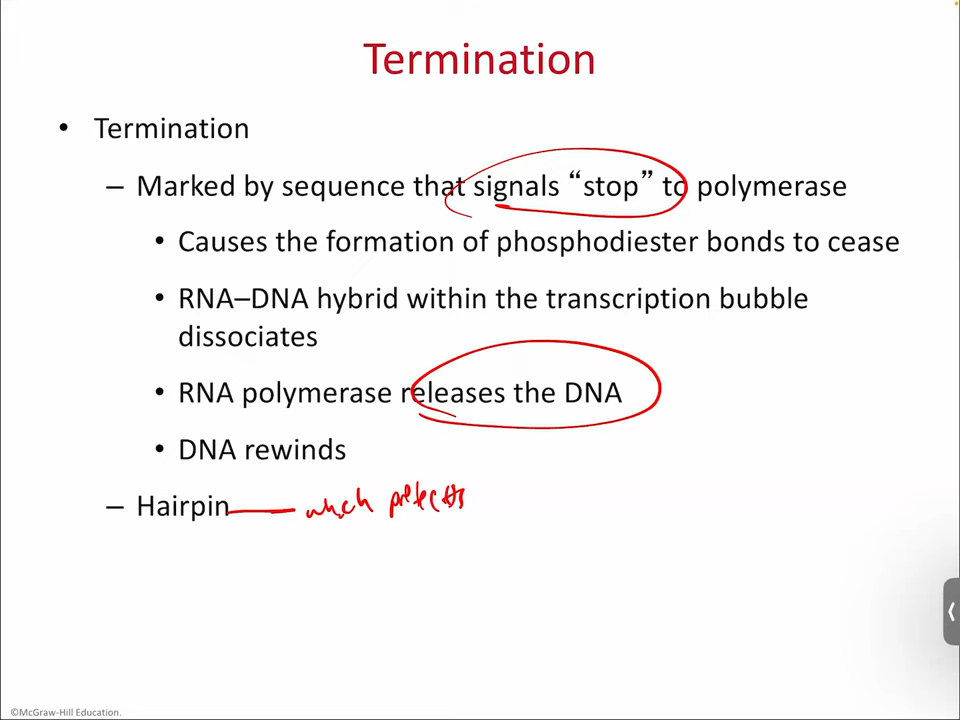 Termination
• Termination
– Marked by sequence that signals “stop” to polymerase
• Causes the formation of phosphodiester bonds to cease
• RNA–DNA hybrid within the transcription bubble
dissociates
• RNA polymerase releases the DNA
• DNA rewinds
– Hairpin — which protects
©McGraw-Hill Education.